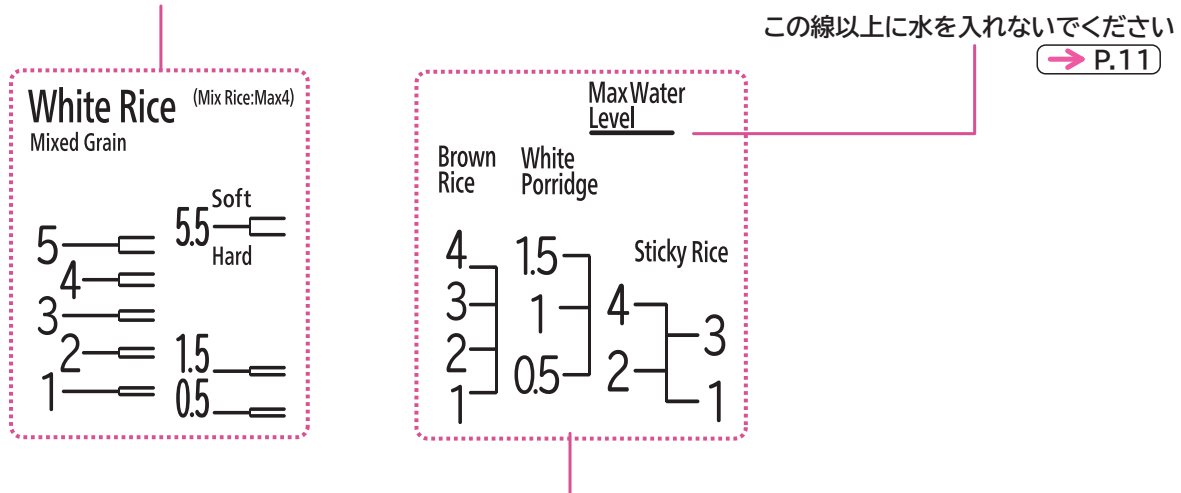 この線以上に水を入れないでください
P.11
White Rice (Mix Rice:Max4)
Mixed Grain
Soft
5.5
Hard
5
4
3
2
1
1.5
0.5
Max Water
Level
Brown
Rice
White
Porridge
Sticky Rice
4
3
2
1
1.5
1
0.5
4
3
2
1